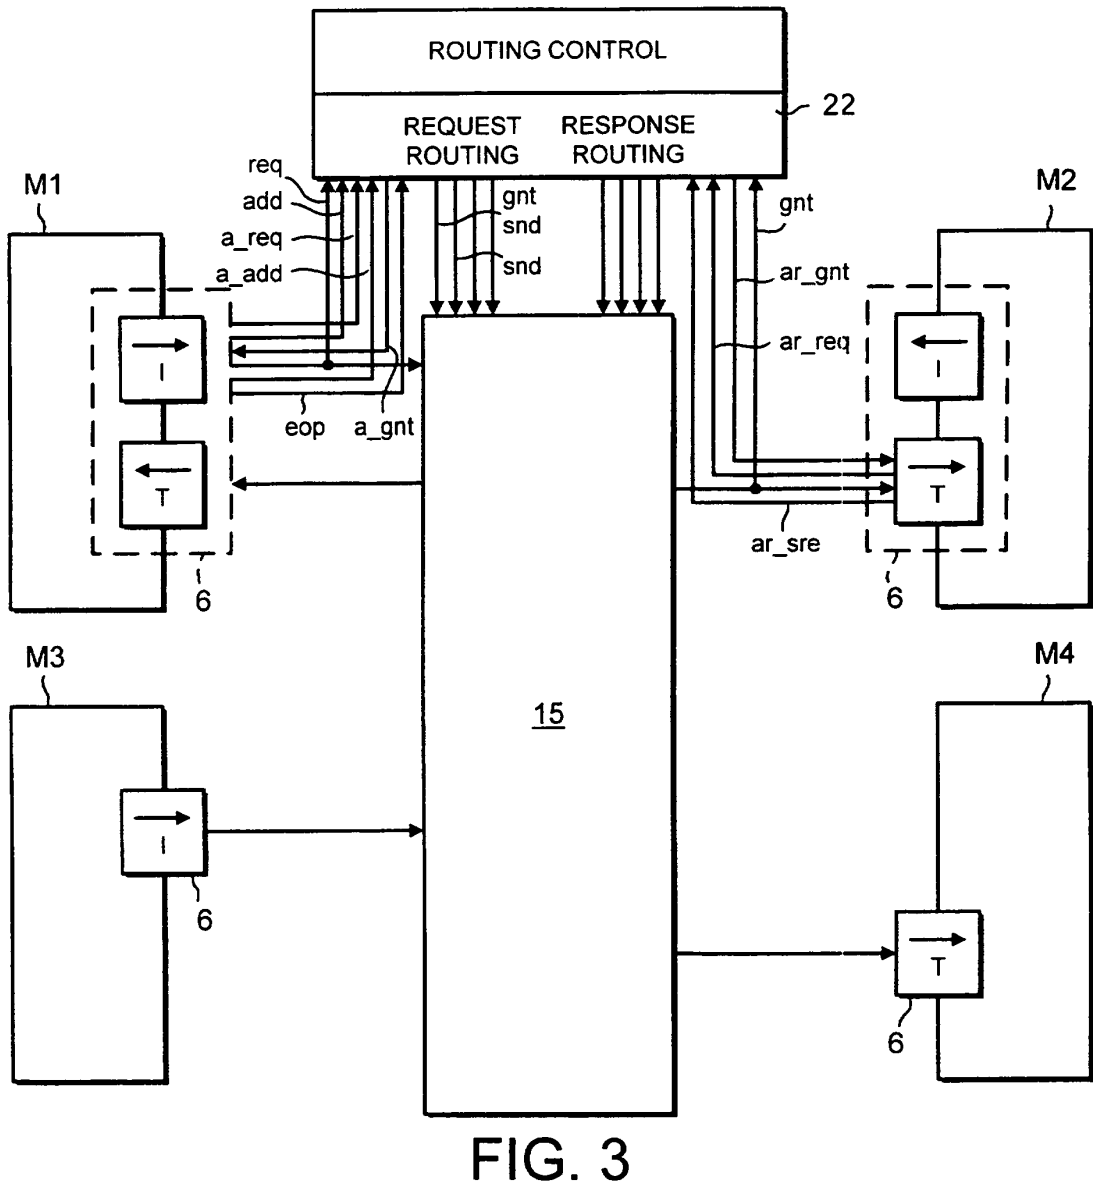 ROUTING CONTROL
22
REQUEST ROUTING
RESPONSE ROUTING
req
add
a_req
a_add
gnt
snd
snd
gnt
ar_gnt
ar_req
M1
M2
I
I
eop
a_gnt
T
T
ar_sre
6
6
M3
M4
15
I
6
T
6
FIG. 3